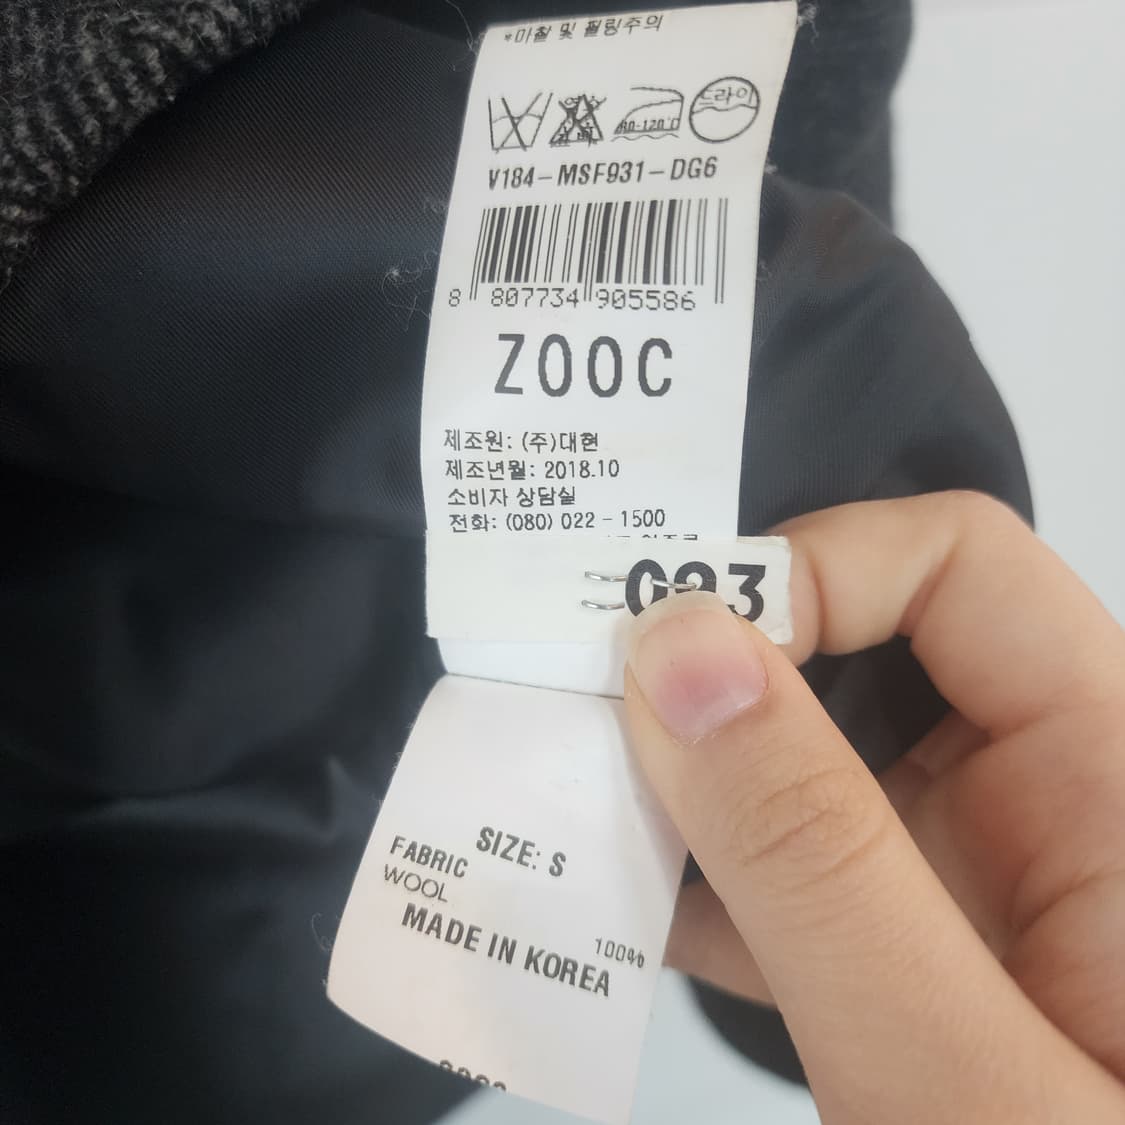 *마찰 및 필링주의
드라이
80-120℃
V184-MSF931-DG6
8 807734 905586
ZOOC
제조원: (주)대현
제조년월: 2018.10
소비자 상담실
전화: (080) 022-1500
SIZE: S
FABRIC
WOOL
100%
MADE IN KOREA